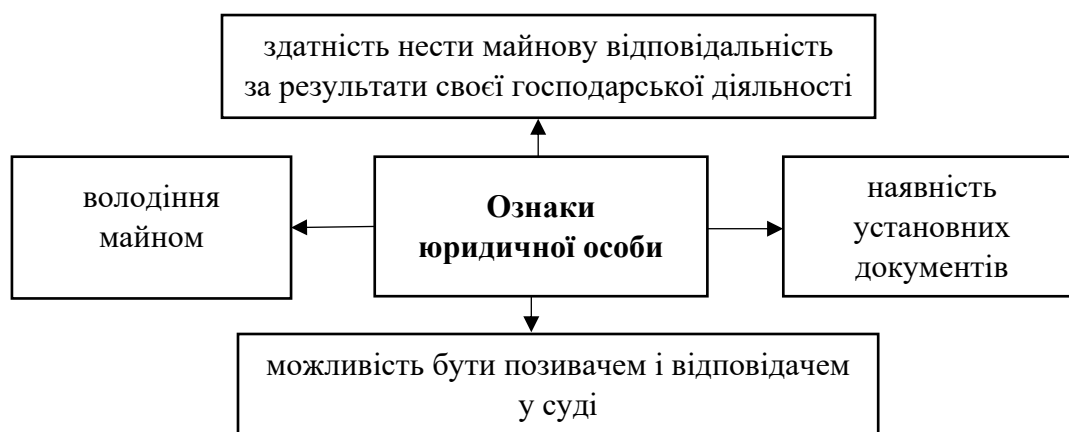 здатність нести майнову відповідальність
за результати своєї господарської діяльності
володіння
майном
Ознаки
юридичної особи
наявність
установних
документів
можливість бути позивачем і відповідачем
у суді